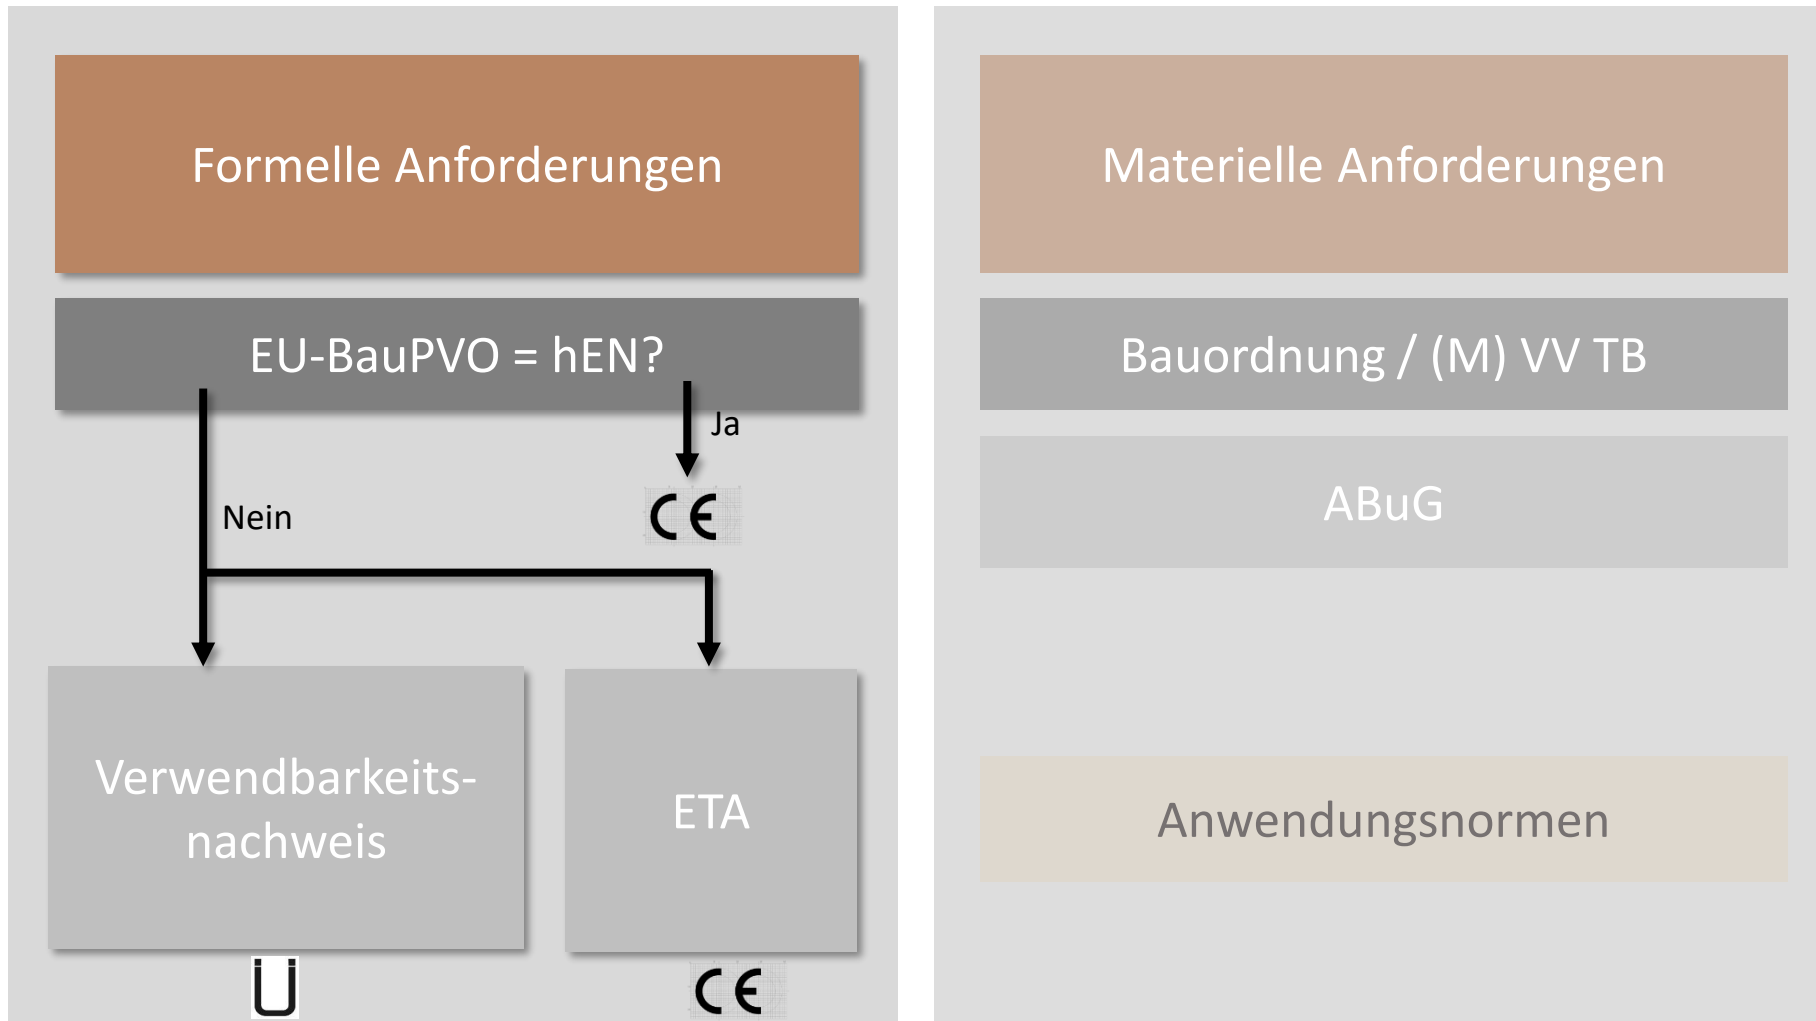 Formelle Anforderungen
EU-BauPVO = hEN?
Ja
CE
Nein
Verwendbarkeits-
nachweis
ETA
Ü
CE
Materielle Anforderungen
Bauordnung / (M) VV TB
ABuG
Anwendungsnormen